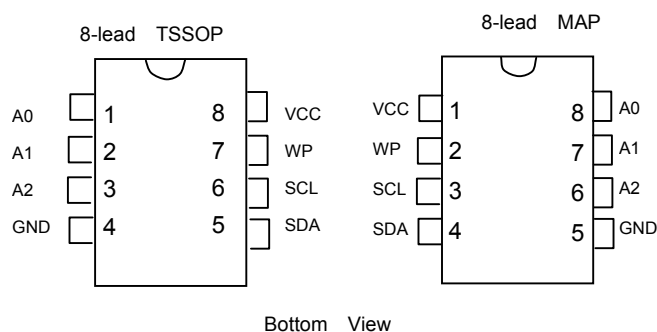 8-lead TSSOP
A0 1 8 VCC
A1 2 7 WP
A2 3 6 SCL
GND 4 5 SDA
8-lead MAP
VCC 1 8 A0
WP 2 7 A1
SCL 3 6 A2
SDA 4 5 GND
Bottom View